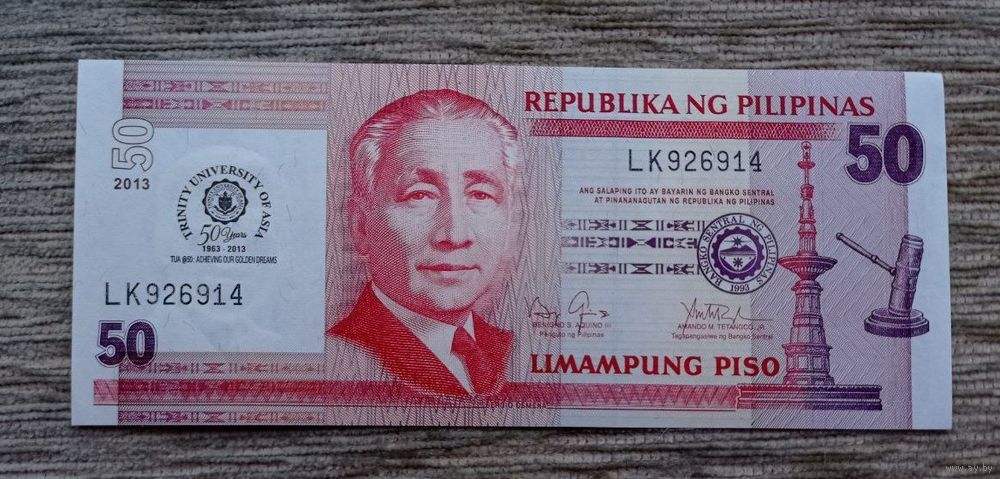 50
2013
TRINITY UNIVERSITY OF ASIA
50 Years
1963 - 2013
TUA @50: ACHIEVING OUR GOLDEN DREAMS
LK926914
50
REPUBLIKA NG PILIPINAS
50
LK926914
ANG SALAPING ITO AY BAYARIN NG BANGKO SENTRAL
AT PINANANAGUTAN NG REPUBLIKA NG PILIPINAS
BANGKO SENTRAL NG PILIPINAS
1993
BENIGNO S. AQUINO III
Pangulo ng Pilipinas
AMANDO M. TETANGCO, JR.
Tagapangasiwa ng Bangko Sentral
LIMAMPUNG PISO
www.ay.by